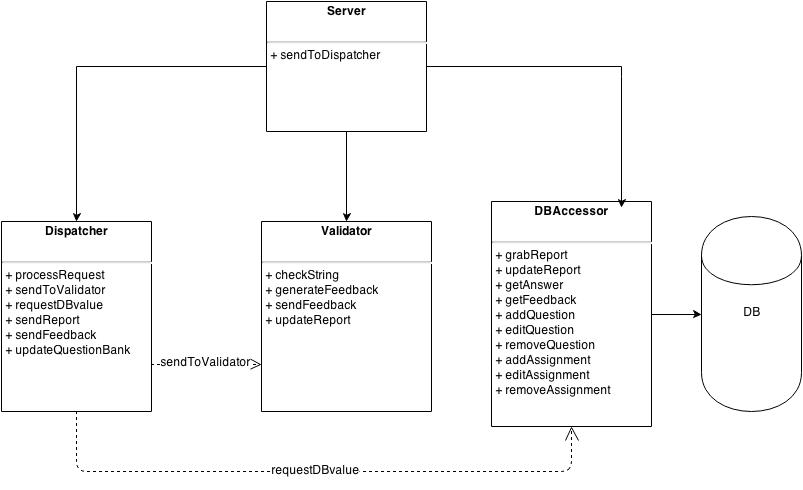 Server
+ sendToDispatcher
Dispatcher
+ processRequest
+ sendToValidator
+ requestDBvalue
+ sendReport
+ sendFeedback
+ updateQuestionBank
sendToValidator
Validator
+ checkString
+ generateFeedback
+ sendFeedback
+ updateReport
DBAccessor
+ grabReport
+ updateReport
+ getAnswer
+ getFeedback
+ addQuestion
+ editQuestion
+ removeQuestion
+ addAssignment
+ editAssignment
+ removeAssignment
DB
requestDBvalue